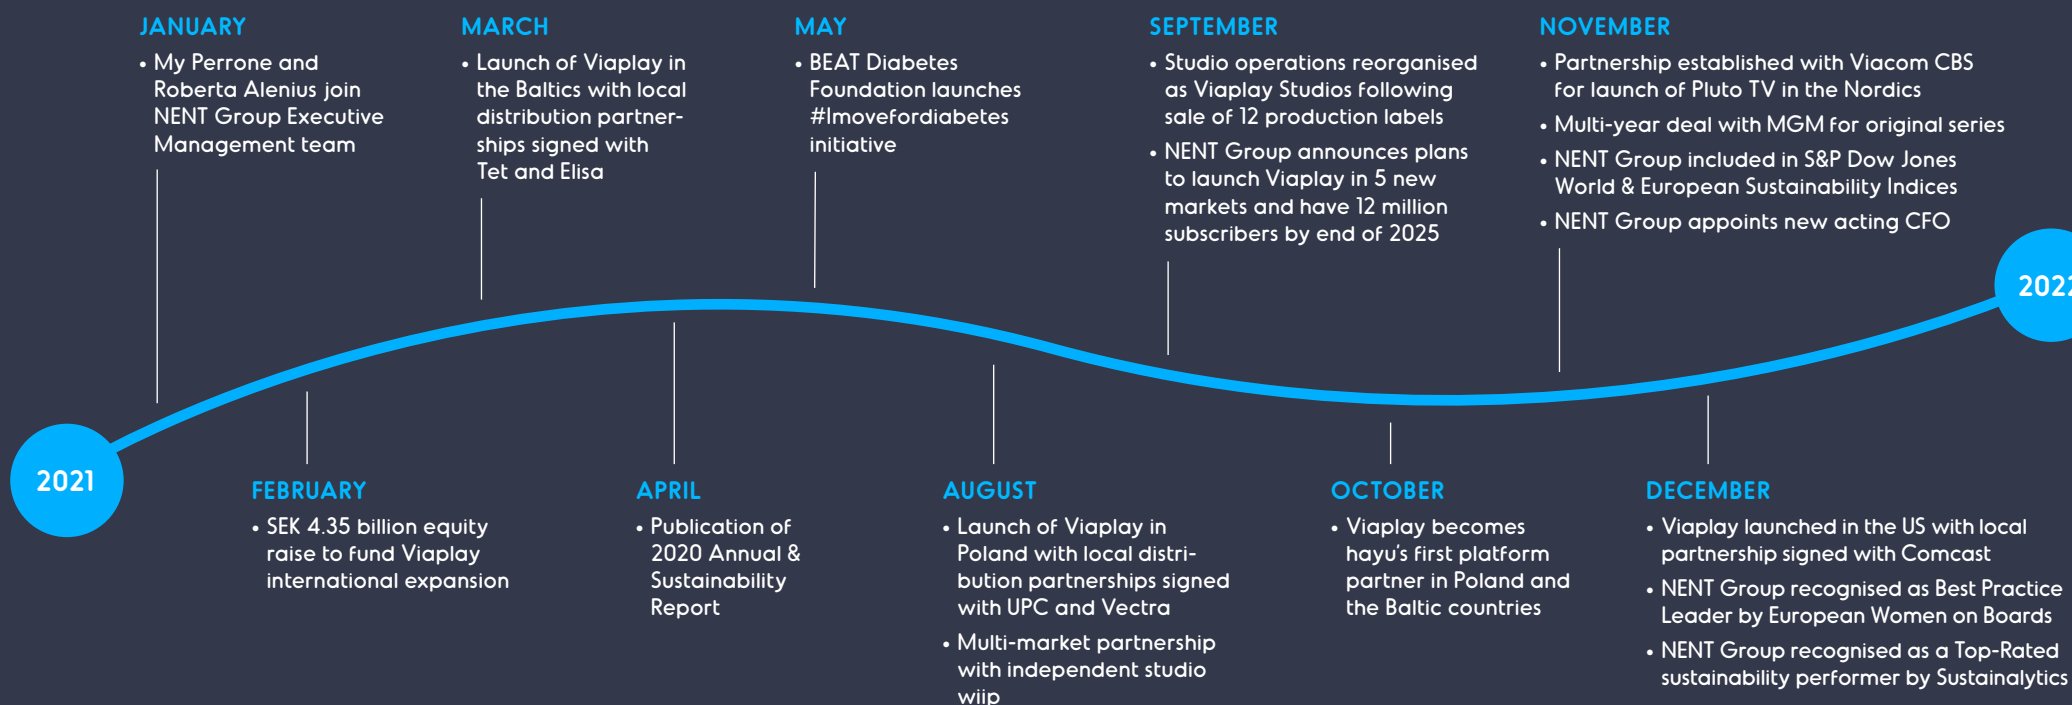 JANUARY
• My Perrone and
Roberta Alenius join
NENT Group Executive
Management team
MARCH
• Launch of Viaplay in
the Baltics with local
distribution partner-
ships signed with
Tet and Elisa
MAY
• BEAT Diabetes
Foundation launches
#Imovefordiabetes
initiative
SEPTEMBER
• Studio operations reorganised
as Viaplay Studios following
sale of 12 production labels
• NENT Group announces plans
to launch Viaplay in 5 new
markets and have 12 million
subscribers by end of 2025
NOVEMBER
• Partnership established with Viacom CBS
for launch of Pluto TV in the Nordics
• Multi-year deal with MGM for original series
• NENT Group included in S&P Dow Jones
World & European Sustainability Indices
• NENT Group appoints new acting CFO
2022
2021
FEBRUARY
• SEK 4.35 billion equity
raise to fund Viaplay
international expansion
APRIL
• Publication of
2020 Annual &
Sustainability
Report
AUGUST
• Launch of Viaplay in
Poland with local distri-
bution partnerships signed
with UPC and Vectra
• Multi-market partnership
with independent studio
wiip
OCTOBER
• Viaplay becomes
hayu's first platform
partner in Poland and
the Baltic countries
DECEMBER
• Viaplay launched in the US with local
partnership signed with Comcast
• NENT Group recognised as Best Practice
Leader by European Women on Boards
• NENT Group recognised as a Top-Rated
sustainability performer by Sustainalytics